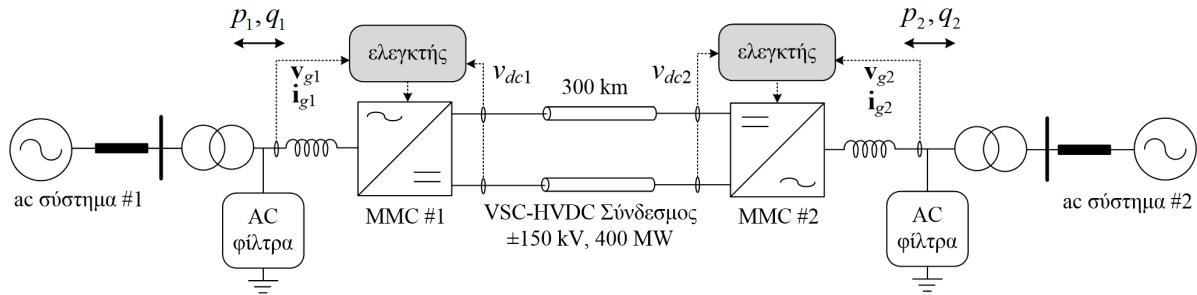 p1, q1
p2, q2
ελεγκτής
ελεγκτής
vg1
ig1
vdc1
vdc2
vg2
ig2
300 km
ac σύστημα #1
AC
φίλτρα
MMC #1
VSC-HVDC Σύνδεσμος
±150 kV, 400 MW
MMC #2
AC
φίλτρα
ac σύστημα #2